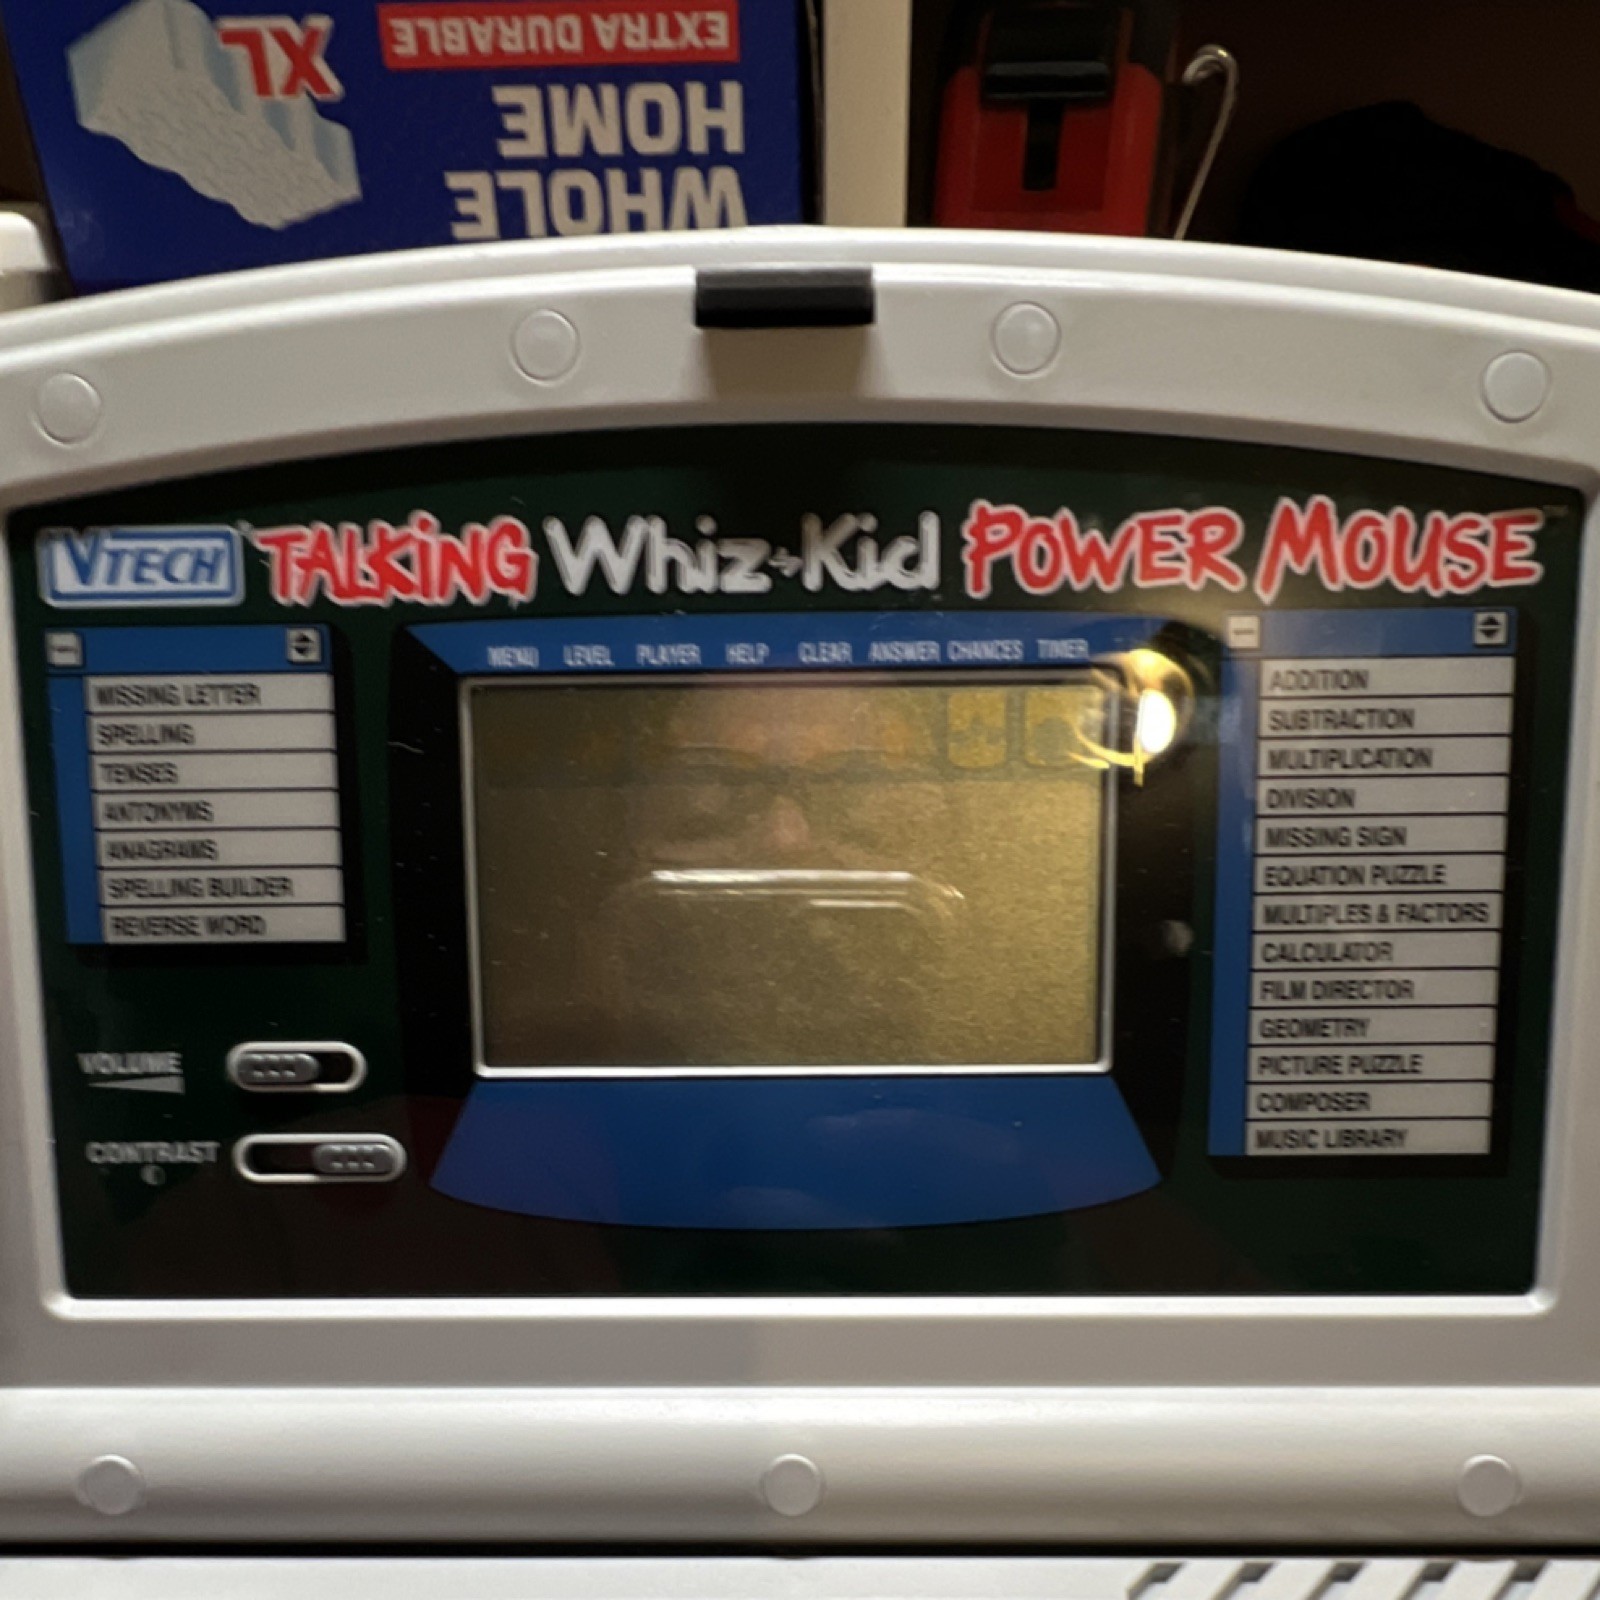 XL
EXTRA DURABLE
WHOLE
HOME
VTECH TALKING Whiz-Kid POWER MOUSE
MENU LEVEL PLAYER HELP CLEAR ANSWER CHANCES TIMER
MISSING LETTER
SPELLING
TENSES
ANTONYMS
ANAGRAMS
SPELLING BUILDER
REVERSE WORD
VOLUME
CONTRAST
ADDITION
SUBTRACTION
MULTIPLICATION
DIVISION
MISSING SIGN
EQUATION PUZZLE
MULTIPLES & FACTORS
CALCULATOR
FILM DIRECTOR
GEOMETRY
PICTURE PUZZLE
COMPOSER
MUSIC LIBRARY